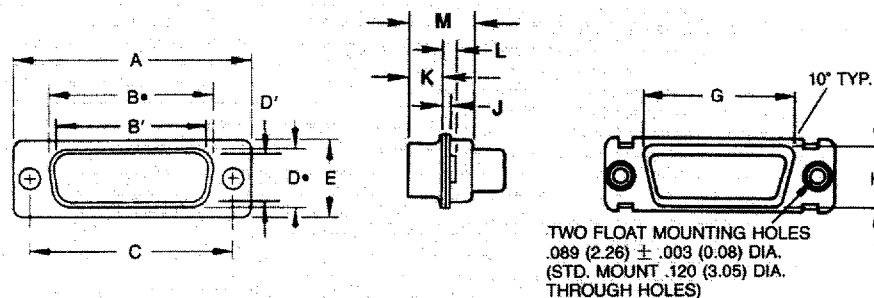 M
A
L
B•
D'
K
10° TYP.
G
B'
J
D•
E
C
TWO FLOAT MOUNTING HOLES
.089 (2.26) ± .003 (0.08) DIA.
(STD. MOUNT .120 (3.05) DIA.
THROUGH HOLES)